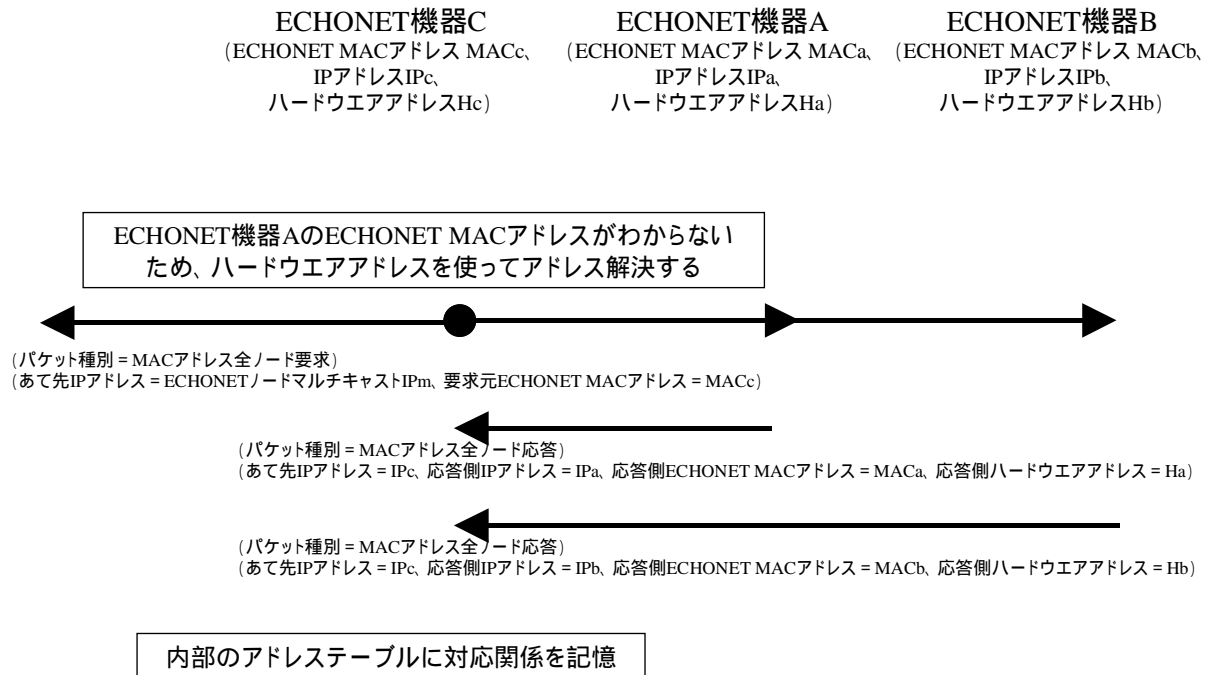 ECHONET機器C
(ECHONET MACアドレス MACc、
IPアドレスIPc、
ハードウエアアドレスHc)
ECHONET機器A
(ECHONET MACアドレス MACa、
IPアドレスIPa、
ハードウエアアドレスHa)
ECHONET機器B
(ECHONET MACアドレス MACb、
IPアドレスIPb、
ハードウエアアドレスHb)
ECHONET機器AのECHONET MACアドレスがわからない
ため、ハードウエアアドレスを使ってアドレス解決する
(パケット種別 = MACアドレス全ノード要求)
(あて先IPアドレス = ECHONETノードマルチキャストIPm、要求元ECHONET MACアドレス = MACc)
(パケット種別 = MACアドレス全ノード応答)
(あて先IPアドレス = IPc、応答側IPアドレス = IPa、応答側ECHONET MACアドレス = MACa、応答側ハードウエアアドレス = Ha)
(パケット種別 = MACアドレス全ノード応答)
(あて先IPアドレス = IPc、応答側IPアドレス = IPb、応答側ECHONET MACアドレス = MACb、応答側ハードウエアアドレス = Hb)
内部のアドレステーブルに対応関係を記憶